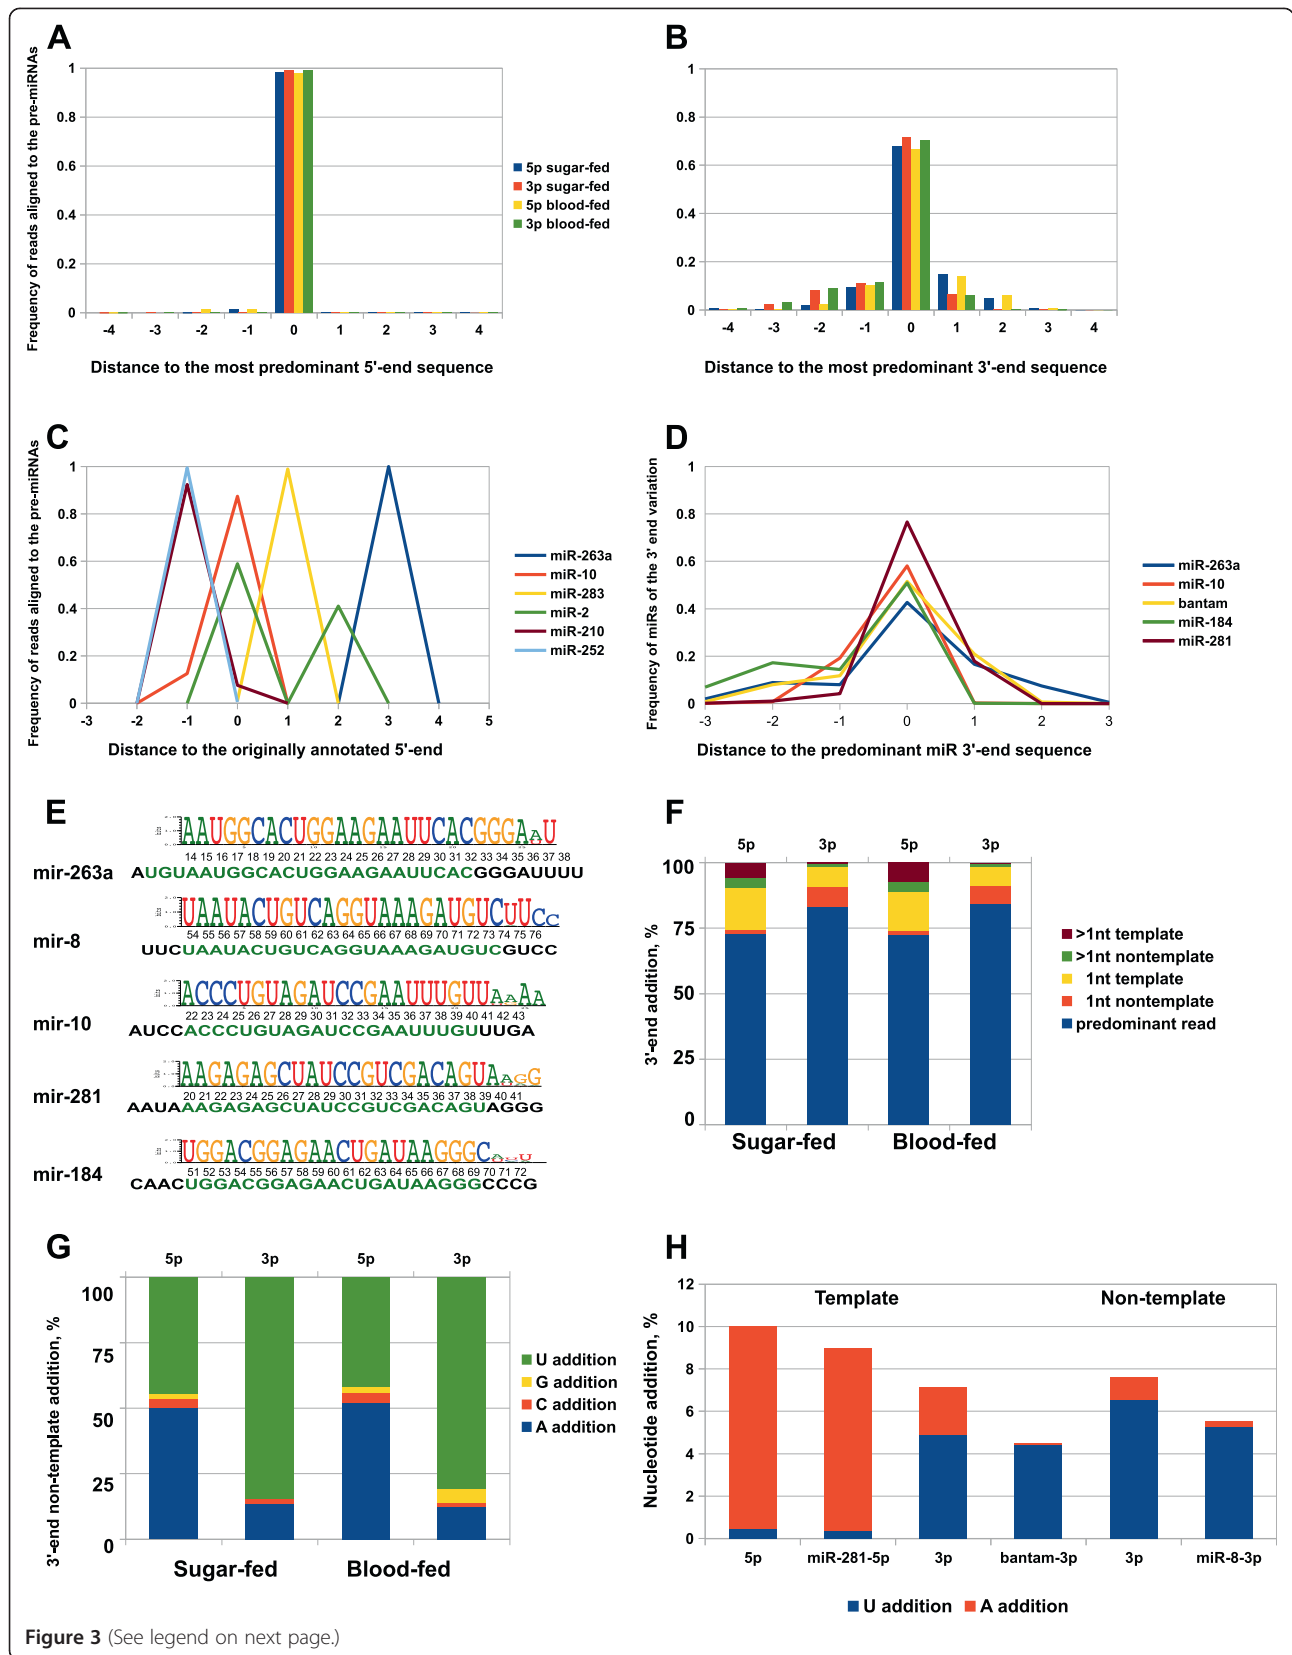 A
Frequency of reads aligned to the pre-miRNAs
1
0.8
0.6
0.4
0.2
0
-4 -3 -2 -1 0 1 2 3 4
Distance to the most predominant 5'-end sequence
5p sugar-fed
3p sugar-fed
5p blood-fed
3p blood-fed
B
1
0.8
0.6
0.4
0.2
0
-4 -3 -2 -1 0 1 2 3 4
Distance to the most predominant 3'-end sequence
C
Frequency of reads aligned to the pre-miRNAs
1
0.8
0.6
0.4
0.2
0
-3 -2 -1 0 1 2 3 4 5
Distance to the originally annotated 5'-end
miR-263a
miR-10
miR-283
miR-2
miR-210
miR-252
D
Frequency of miRs of the 3' end variation
1
0.8
0.6
0.4
0.2
0
-3 -2 -1 0 1 2 3
Distance to the predominant miR 3'-end sequence
miR-263a
miR-10
bantam
miR-184
miR-281
E
AAUGGCACUGGAAGAAUUCACGGGAAU
14 15 16 17 18 19 20 21 22 23 24 25 26 27 28 29 30 31 32 33 34 35 36 37 38
mir-263a AUGUAAUGGCACUGGAAGAAUUCACGGGAUUUU
UAAUACUGUCAGGUAAAGAUGUCUUCC
54 55 56 57 58 59 60 61 62 63 64 65 66 67 68 69 70 71 72 73 74 75 76
mir-8 UUCUAAUACUGUCAGGUAAAGAUGUCGUCC
ACCCUGUAGAUCCGAAUUUGUUAAAA
22 23 24 25 26 27 28 29 30 31 32 33 34 35 36 37 38 39 40 41 42 43
mir-10 AUCCACCCUGUAGAUCCGAAUUUGUUUGA
AAGAGAGCUAUCCGUCGACAGUAAGG
20 21 22 23 24 25 26 27 28 29 30 31 32 33 34 35 36 37 38 39 40 41
mir-281 AAUAAAGAGAGCUAUCCGUCGACAGUAGGG
UGGACGGAGAACUGAUAAGGGC
51 52 53 54 55 56 57 58 59 60 61 62 63 64 65 66 67 68 69 70 71 72
mir-184 CAACUGGACGGAGAACUGAUAAGGGCCCG
F
5p 3p 5p 3p
3'-end addition, %
100
75
50
25
0
Sugar-fed Blood-fed
>1nt template
>1nt nontemplate
1nt template
1nt nontemplate
predominant read
G
5p 3p 5p 3p
3'-end non-template addition, %
100
75
50
25
0
Sugar-fed Blood-fed
U addition
G addition
C addition
A addition
H
Nucleotide addition, %
12
10
8
6
4
2
0
Template Non-template
5p miR-281-5p 3p bantam-3p 3p miR-8-3p
U addition A addition
Figure 3 (See legend on next page.)